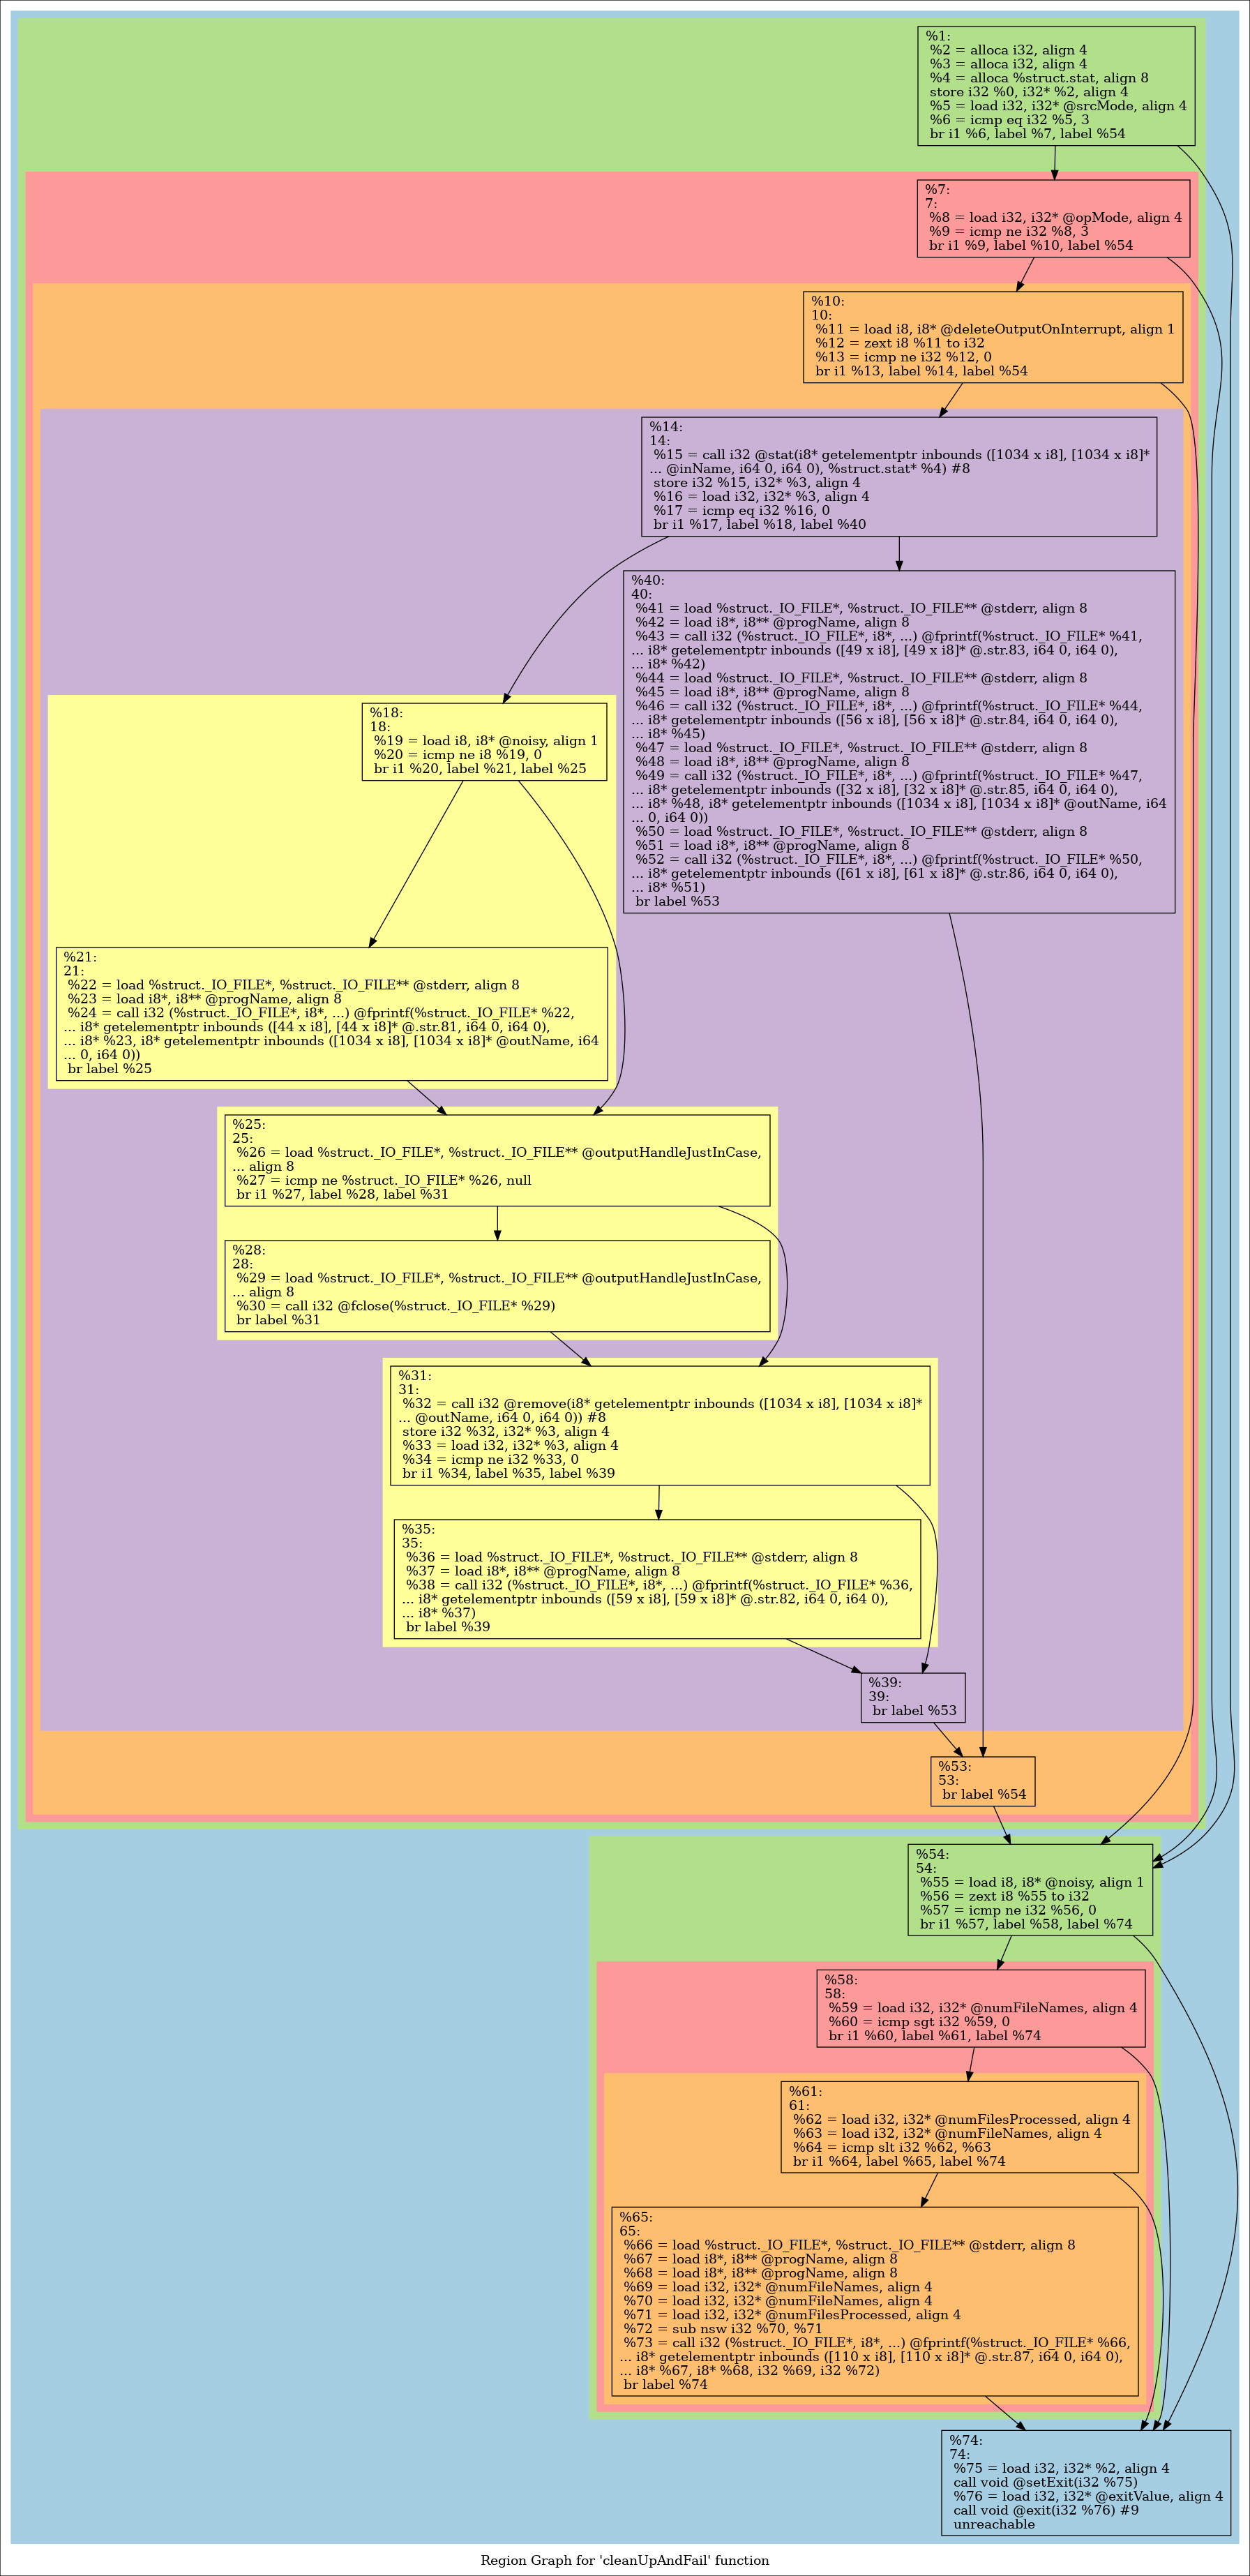 %1:
%2 = alloca i32, align 4
%3 = alloca i32, align 4
%4 = alloca %struct.stat, align 8
store i32 %0, i32* %2, align 4
%5 = load i32, i32* @srcMode, align 4
%6 = icmp eq i32 %5, 3
br i1 %6, label %7, label %54
%7:
7:
%8 = load i32, i32* @opMode, align 4
%9 = icmp ne i32 %8, 3
br i1 %9, label %10, label %54
%10:
10:
%11 = load i8, i8* @deleteOutputOnInterrupt, align 1
%12 = zext i8 %11 to i32
%13 = icmp ne i32 %12, 0
br i1 %13, label %14, label %54
%14:
14:
%15 = call i32 @stat(i8* getelementptr inbounds ([1034 x i8], [1034 x i8]*
... @inName, i64 0, i64 0), %struct.stat* %4) #8
store i32 %15, i32* %3, align 4
%16 = load i32, i32* %3, align 4
%17 = icmp eq i32 %16, 0
br i1 %17, label %18, label %40
%40:
40:
%41 = load %struct._IO_FILE*, %struct._IO_FILE** @stderr, align 8
%42 = load i8*, i8** @progName, align 8
%43 = call i32 (%struct._IO_FILE*, i8*, ...) @fprintf(%struct._IO_FILE* %41,
... i8* getelementptr inbounds ([49 x i8], [49 x i8]* @.str.83, i64 0, i64 0),
... i8* %42)
%44 = load %struct._IO_FILE*, %struct._IO_FILE** @stderr, align 8
%45 = load i8*, i8** @progName, align 8
%46 = call i32 (%struct._IO_FILE*, i8*, ...) @fprintf(%struct._IO_FILE* %44,
... i8* getelementptr inbounds ([56 x i8], [56 x i8]* @.str.84, i64 0, i64 0),
... i8* %45)
%47 = load %struct._IO_FILE*, %struct._IO_FILE** @stderr, align 8
%48 = load i8*, i8** @progName, align 8
%49 = call i32 (%struct._IO_FILE*, i8*, ...) @fprintf(%struct._IO_FILE* %47,
... i8* getelementptr inbounds ([32 x i8], [32 x i8]* @.str.85, i64 0, i64 0),
... i8* %48, i8* getelementptr inbounds ([1034 x i8], [1034 x i8]* @outName, i64
... 0, i64 0))
%50 = load %struct._IO_FILE*, %struct._IO_FILE** @stderr, align 8
%51 = load i8*, i8** @progName, align 8
%52 = call i32 (%struct._IO_FILE*, i8*, ...) @fprintf(%struct._IO_FILE* %50,
... i8* getelementptr inbounds ([61 x i8], [61 x i8]* @.str.86, i64 0, i64 0),
... i8* %51)
br label %53
%18:
18:
%19 = load i8, i8* @noisy, align 1
%20 = icmp ne i8 %19, 0
br i1 %20, label %21, label %25
%21:
21:
%22 = load %struct._IO_FILE*, %struct._IO_FILE** @stderr, align 8
%23 = load i8*, i8** @progName, align 8
%24 = call i32 (%struct._IO_FILE*, i8*, ...) @fprintf(%struct._IO_FILE* %22,
... i8* getelementptr inbounds ([44 x i8], [44 x i8]* @.str.81, i64 0, i64 0),
... i8* %23, i8* getelementptr inbounds ([1034 x i8], [1034 x i8]* @outName, i64
... 0, i64 0))
br label %25
%25:
25:
%26 = load %struct._IO_FILE*, %struct._IO_FILE** @outputHandleJustInCase,
... align 8
%27 = icmp ne %struct._IO_FILE* %26, null
br i1 %27, label %28, label %31
%28:
28:
%29 = load %struct._IO_FILE*, %struct._IO_FILE** @outputHandleJustInCase,
... align 8
%30 = call i32 @fclose(%struct._IO_FILE* %29)
br label %31
%31:
31:
%32 = call i32 @remove(i8* getelementptr inbounds ([1034 x i8], [1034 x i8]*
... @outName, i64 0, i64 0)) #8
store i32 %32, i32* %3, align 4
%33 = load i32, i32* %3, align 4
%34 = icmp ne i32 %33, 0
br i1 %34, label %35, label %39
%35:
35:
%36 = load %struct._IO_FILE*, %struct._IO_FILE** @stderr, align 8
%37 = load i8*, i8** @progName, align 8
%38 = call i32 (%struct._IO_FILE*, i8*, ...) @fprintf(%struct._IO_FILE* %36,
... i8* getelementptr inbounds ([59 x i8], [59 x i8]* @.str.82, i64 0, i64 0),
... i8* %37)
br label %39
%39:
39:
br label %53
%53:
53:
br label %54
%54:
54:
%55 = load i8, i8* @noisy, align 1
%56 = zext i8 %55 to i32
%57 = icmp ne i32 %56, 0
br i1 %57, label %58, label %74
%58:
58:
%59 = load i32, i32* @numFileNames, align 4
%60 = icmp sgt i32 %59, 0
br i1 %60, label %61, label %74
%61:
61:
%62 = load i32, i32* @numFilesProcessed, align 4
%63 = load i32, i32* @numFileNames, align 4
%64 = icmp slt i32 %62, %63
br i1 %64, label %65, label %74
%65:
65:
%66 = load %struct._IO_FILE*, %struct._IO_FILE** @stderr, align 8
%67 = load i8*, i8** @progName, align 8
%68 = load i8*, i8** @progName, align 8
%69 = load i32, i32* @numFileNames, align 4
%70 = load i32, i32* @numFileNames, align 4
%71 = load i32, i32* @numFilesProcessed, align 4
%72 = sub nsw i32 %70, %71
%73 = call i32 (%struct._IO_FILE*, i8*, ...) @fprintf(%struct._IO_FILE* %66,
... i8* getelementptr inbounds ([110 x i8], [110 x i8]* @.str.87, i64 0, i64 0),
... i8* %67, i8* %68, i32 %69, i32 %72)
br label %74
%74:
74:
%75 = load i32, i32* %2, align 4
call void @setExit(i32 %75)
%76 = load i32, i32* @exitValue, align 4
call void @exit(i32 %76) #9
unreachable
Region Graph for 'cleanUpAndFail' function